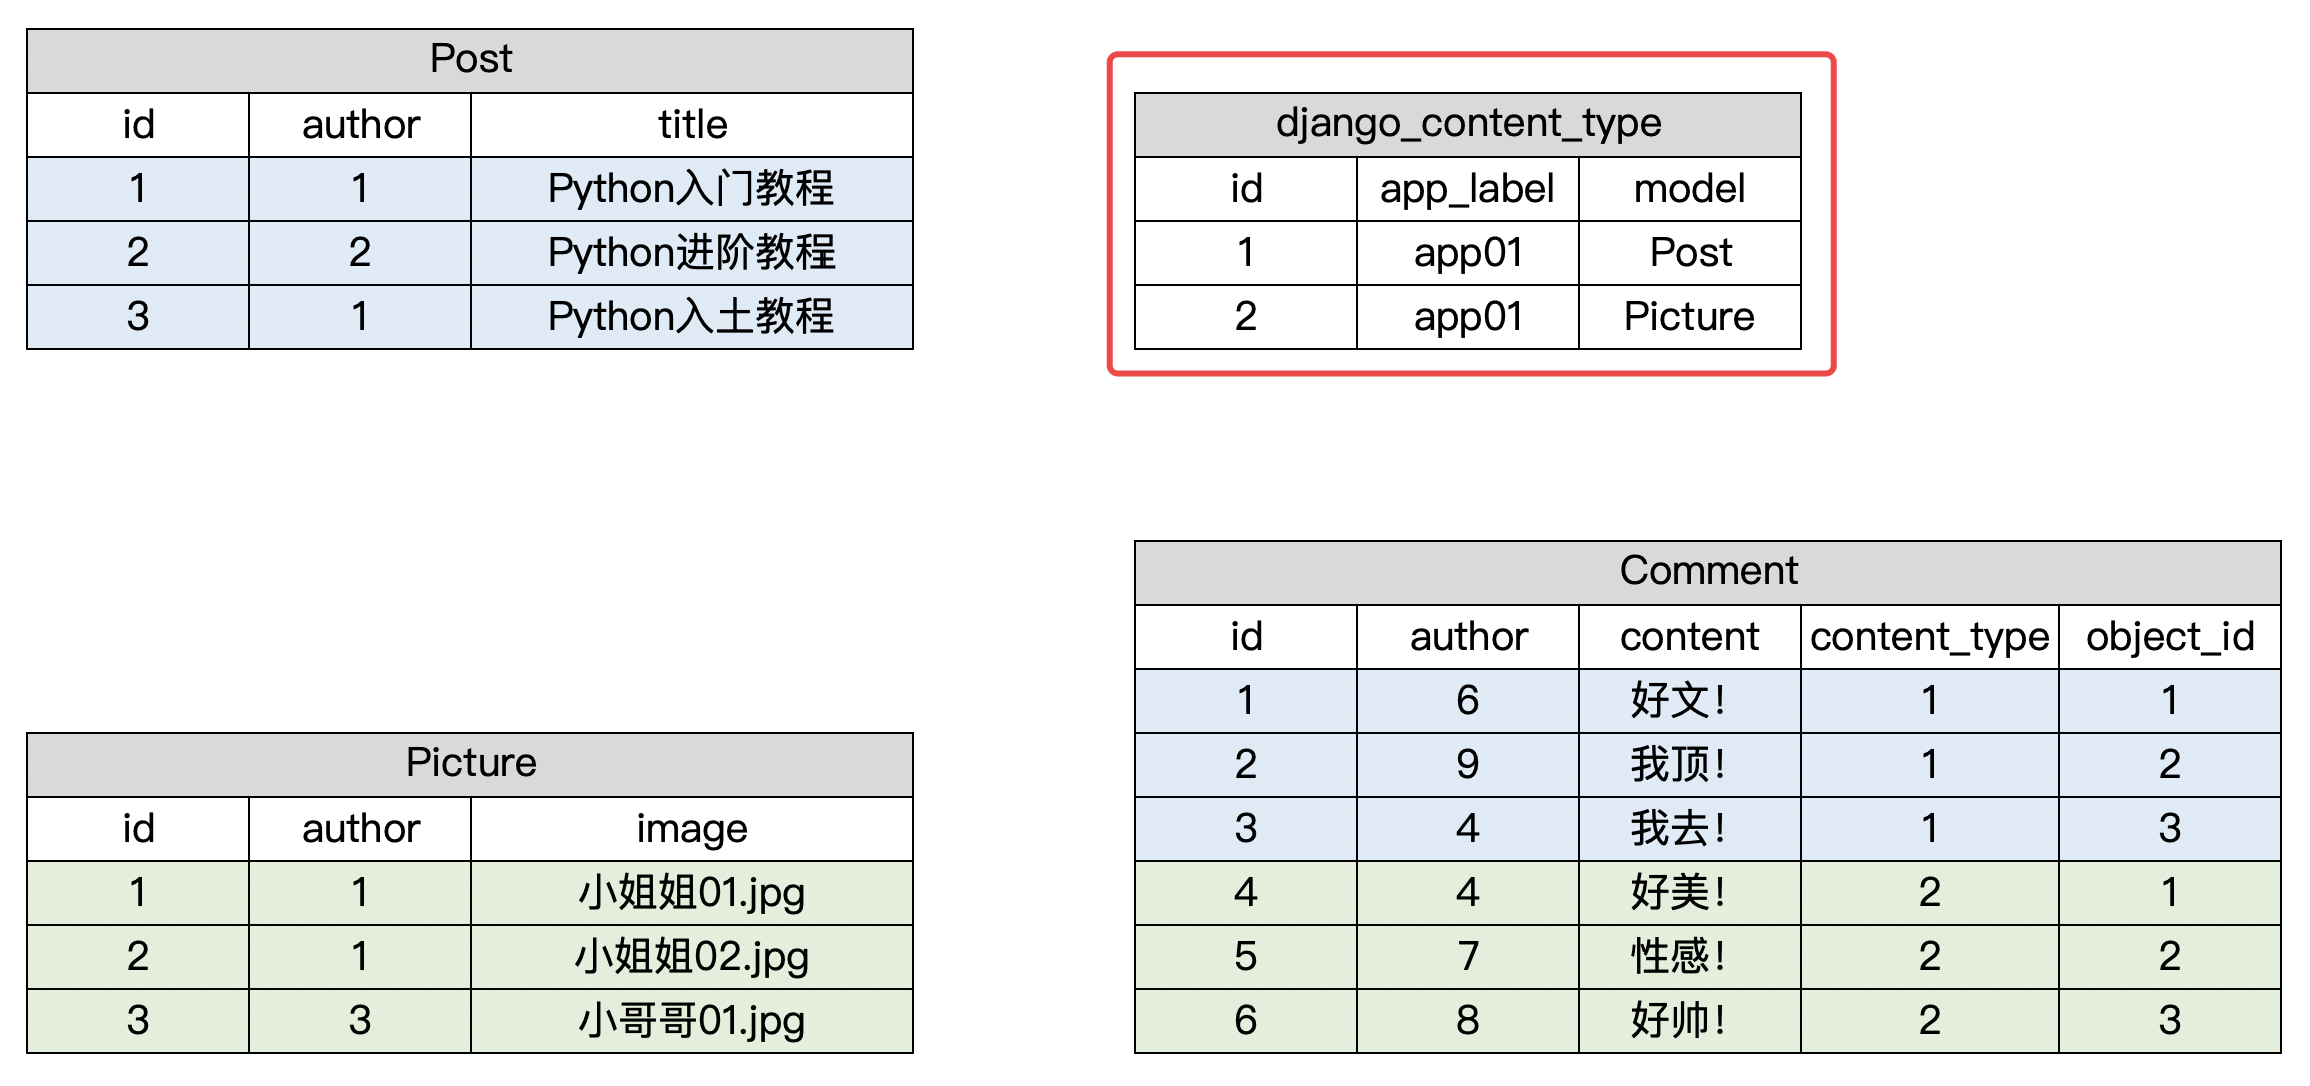 Post
id author title
1 1 Python入门教程
2 2 Python进阶教程
3 1 Python入土教程
django_content_type
id app_label model
1 app01 Post
2 app01 Picture
Picture
id author image
1 1 小姐姐01.jpg
2 1 小姐姐02.jpg
3 3 小哥哥01.jpg
Comment
id author content content_type object_id
1 6 好文！ 1 1
2 9 我顶！ 1 2
3 4 我去！ 1 3
4 4 好美！ 2 1
5 7 性感！ 2 2
6 8 好帅！ 2 3